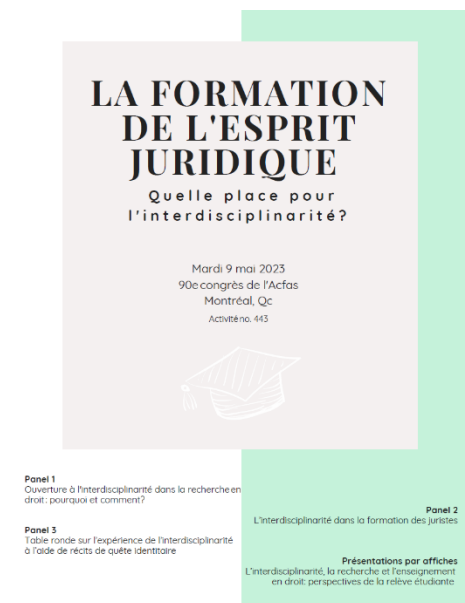 LA FORMATION
DE L'ESPRIT
JURIDIQUE
Quelle place pour
l'interdisciplinarité?
Mardi 9 mai 2023
90e congrès de l'Acfas
Montréal, Qc
Activité no. 443
Panel 1
Ouverture à l'interdisciplinarité dans la recherche en
droit: pourquoi et comment?
Panel 2
L'interdisciplinarité dans la formation des juristes
Panel 3
Table ronde sur l'expérience de l'interdisciplinarité
à l'aide de récits de quête identitaire
Présentations par affiches
L'interdisciplinarité, la recherche et l'enseignement
en droit: perspectives de la relève étudiante